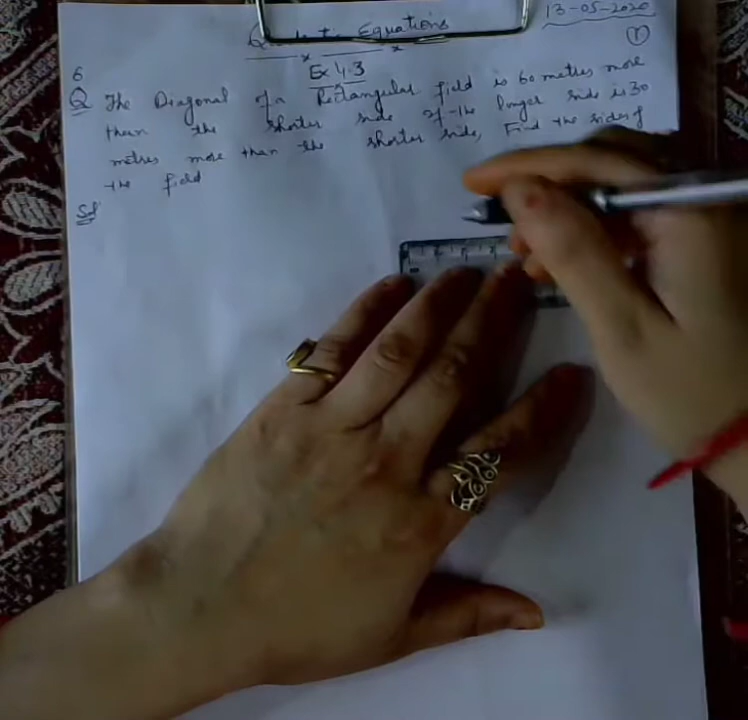 13-05-2020
Equations
1
Ex 4.3
6
Q The Diagonal of a Rectangular field is 60 metres more
than the shorter side If the longer side is 30
metres more than the shorter side, Find the sides of
the field
Sol